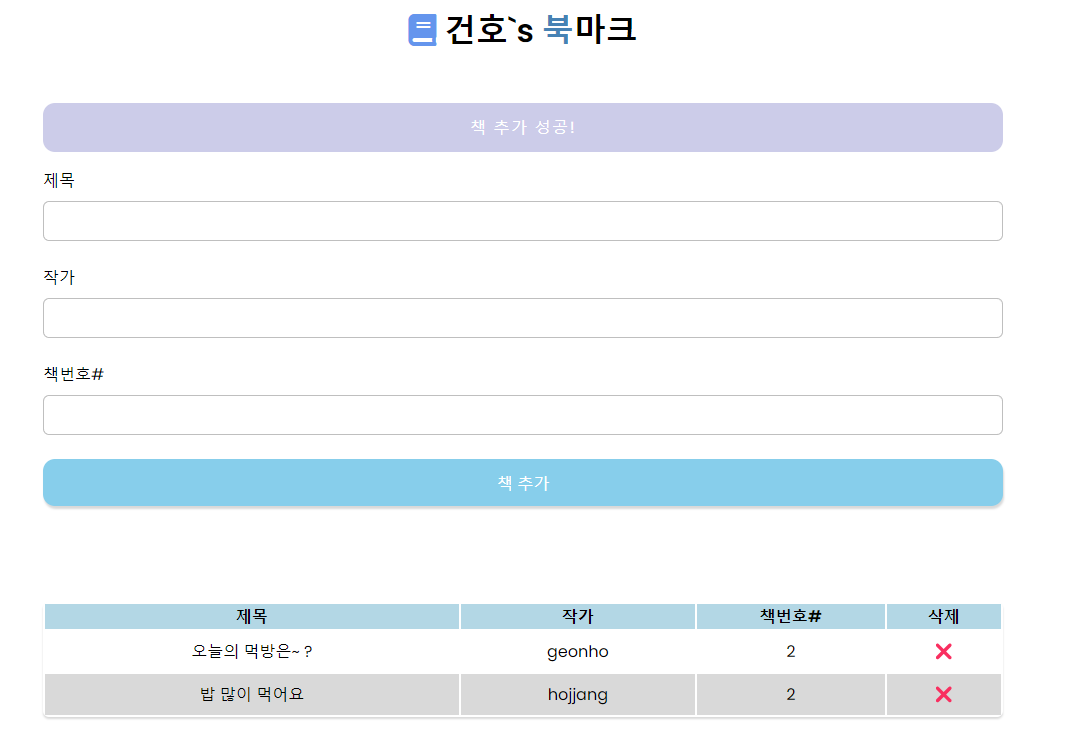 건호`s 북마크
책 추가 성공!
제목
작가
책번호#
책 추가
제목 작가 책번호# 삭제
오늘의 먹방은~ ? geonho 2
밥 많이 먹어요 hojjang 2